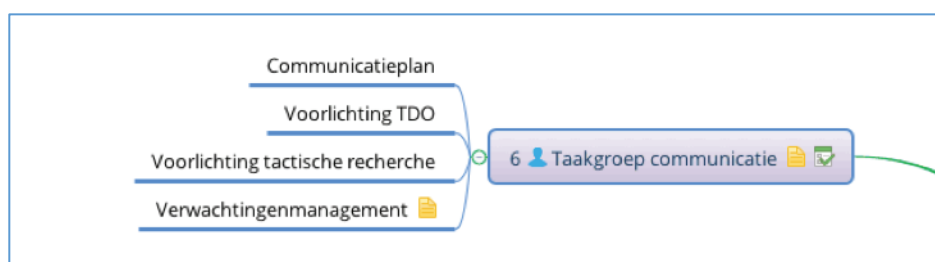 Communicatieplan
Voorlichting TDO
Voorlichting tactische recherche
Verwachtingenmanagement
6 Taakgroep communicatie